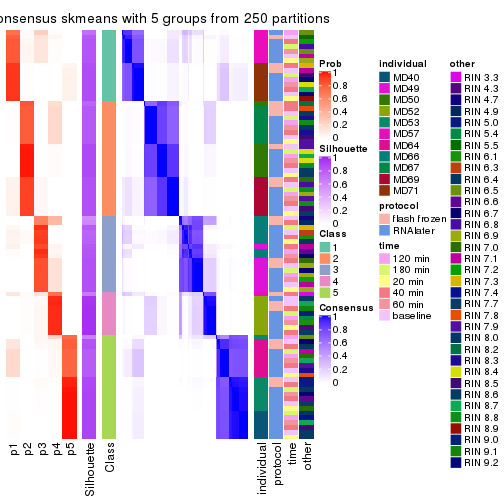 onsensus skmeans with 5 groups from 250 partitions
Prob
1
0.8
0.6
0.4
0.2
0
Silhouette
1
0.8
0.6
0.4
0.2
0
Class
1
2
3
4
5
Consensus
1
0.8
0.6
0.4
0.2
0
individual
MD40
MD49
MD50
MD52
MD53
MD57
MD64
MD66
MD67
MD69
MD71
protocol
flash frozen
RNAlater
time
120 min
180 min
20 min
40 min
60 min
baseline
other
RIN 3.3
RIN 4.3
RIN 4.7
RIN 4.9
RIN 5.0
RIN 5.4
RIN 5.5
RIN 6.1
RIN 6.3
RIN 6.4
RIN 6.5
RIN 6.6
RIN 6.7
RIN 6.8
RIN 6.9
RIN 7.0
RIN 7.1
RIN 7.2
RIN 7.3
RIN 7.4
RIN 7.7
RIN 7.8
RIN 7.9
RIN 8.0
RIN 8.2
RIN 8.3
RIN 8.4
RIN 8.5
RIN 8.6
RIN 8.7
RIN 8.8
RIN 8.9
RIN 9.0
RIN 9.1
RIN 9.2
p1
p2
p3
p4
p5
Silhouette
Class
individual
protocol
time
other